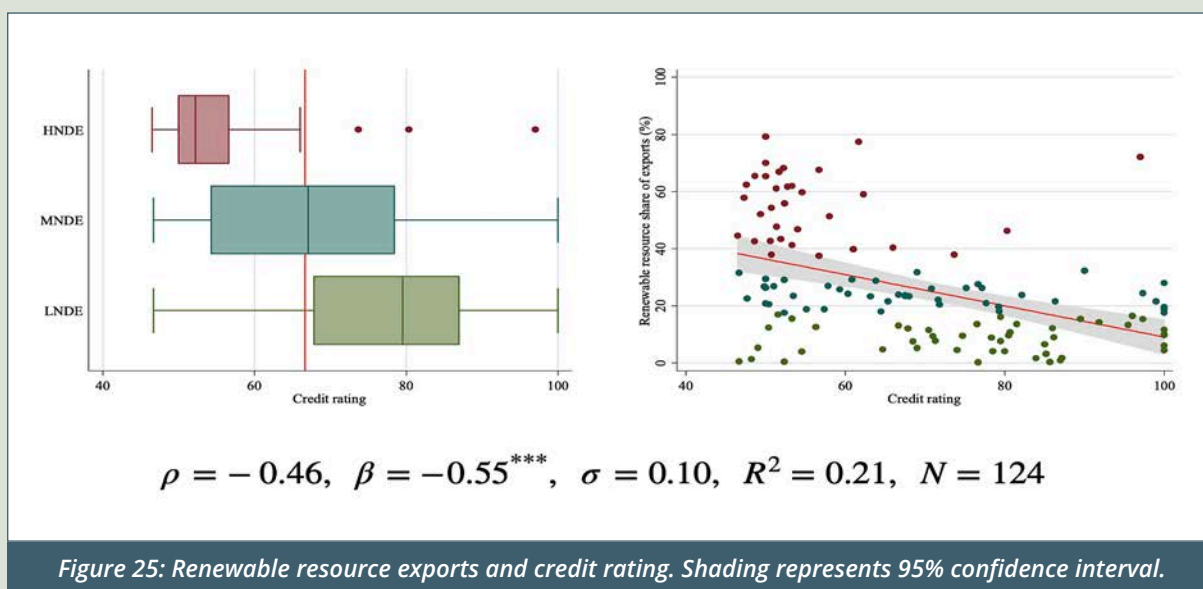 HNDE
MNDE
LNDE
40 60 80 100
Credit rating
Renewable resource share of exports (%)
100
80
60
40
20
0
40 60 80 100
Credit rating
ρ = − 0.46, β = −0.55***, σ = 0.10, R² = 0.21, N = 124
Figure 25: Renewable resource exports and credit rating. Shading represents 95% confidence interval.